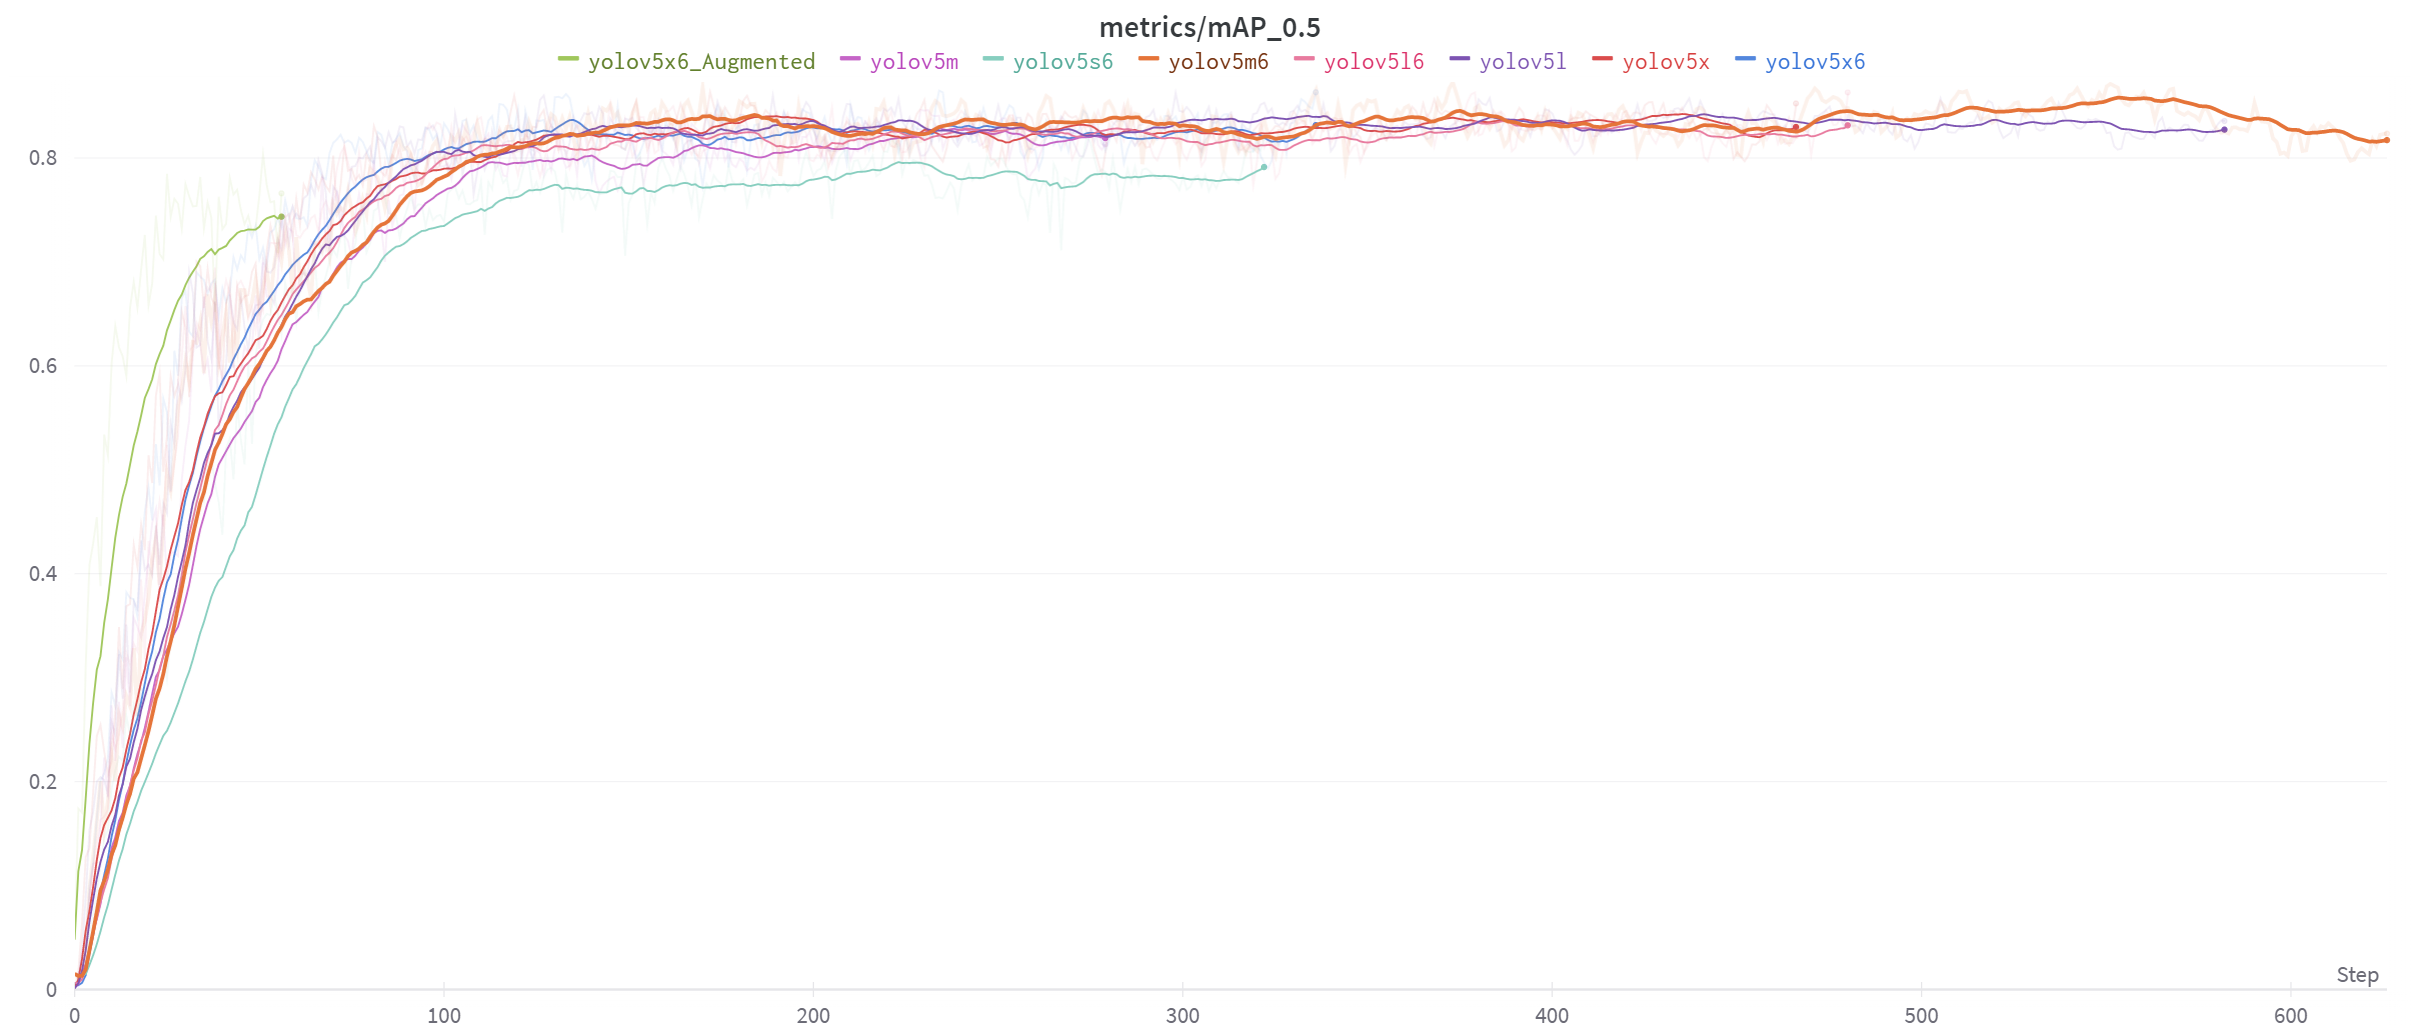 metrics/mAP_0.5
yolov5x6_Augmented yolov5m yolov5s6 yolov5m6 yolov5l6 yolov5l yolov5x yolov5x6
0.8
0.6
0.4
0.2
0
Step
0 100 200 300 400 500 600